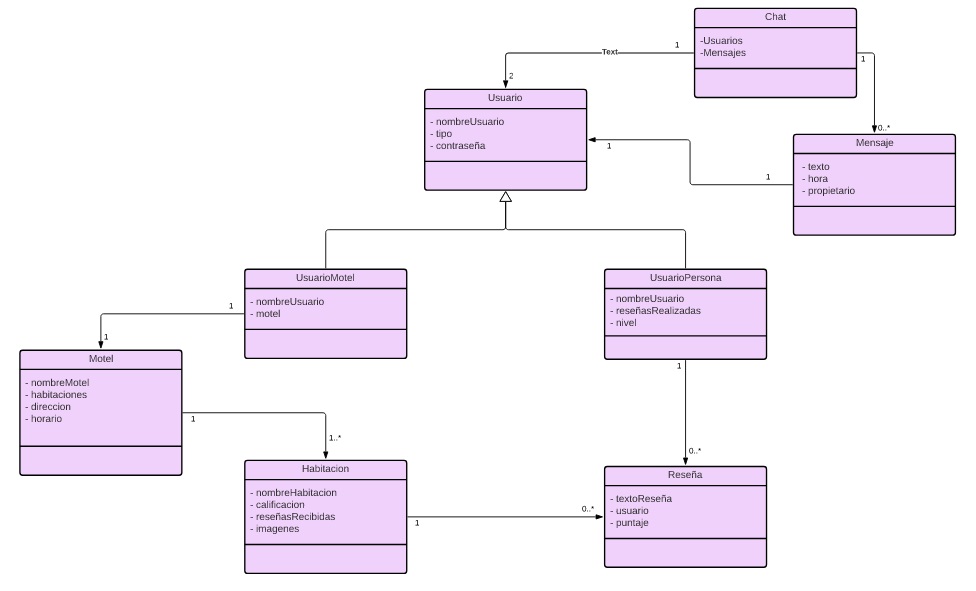 Chat
-Usuarios
-Mensajes
1
Text
1
2
0..*
Usuario
- nombreUsuario
- tipo
- contraseña
Mensaje
- texto
- hora
- propietario
1
1
UsuarioMotel
- nombreUsuario
- motel
UsuarioPersona
- nombreUsuario
- reseñasRealizadas
- nivel
1
1
Motel
- nombreMotel
- habitaciones
- direccion
- horario
1
1
1..*
0..*
Habitacion
- nombreHabitacion
- calificacion
- reseñasRecibidas
- imagenes
Reseña
- textoReseña
- usuario
- puntaje
0..*
1